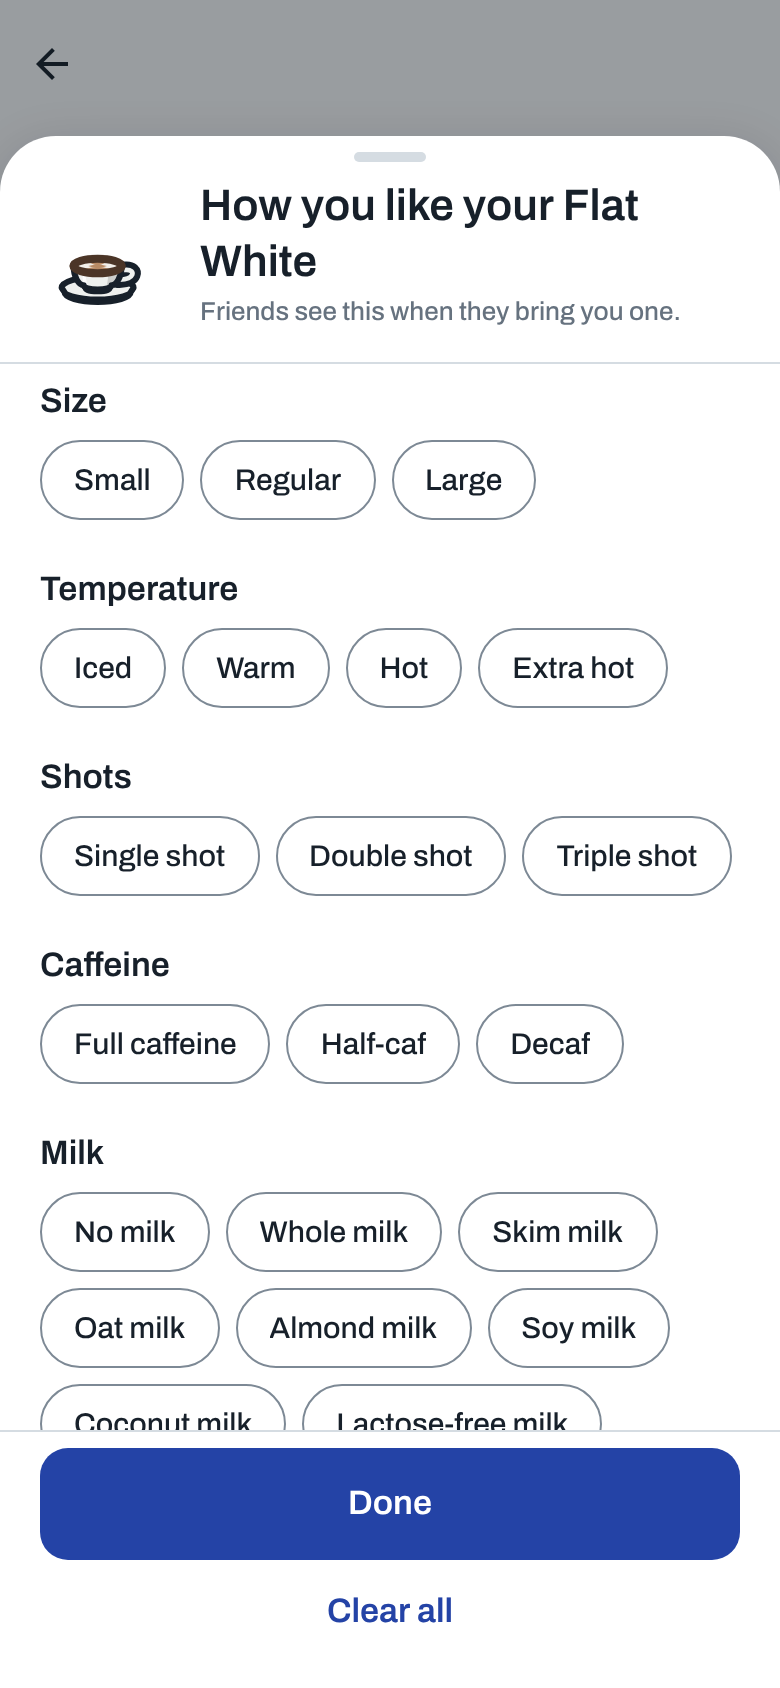 How you like your Flat
White
Friends see this when they bring you one.
Size
Small Regular Large
Temperature
Iced Warm Hot Extra hot
Shots
Single shot Double shot Triple shot
Caffeine
Full caffeine Half-caf Decaf
Milk
No milk Whole milk Skim milk
Oat milk Almond milk Soy milk
Coconut milk Lactose-free milk
Done
Clear all